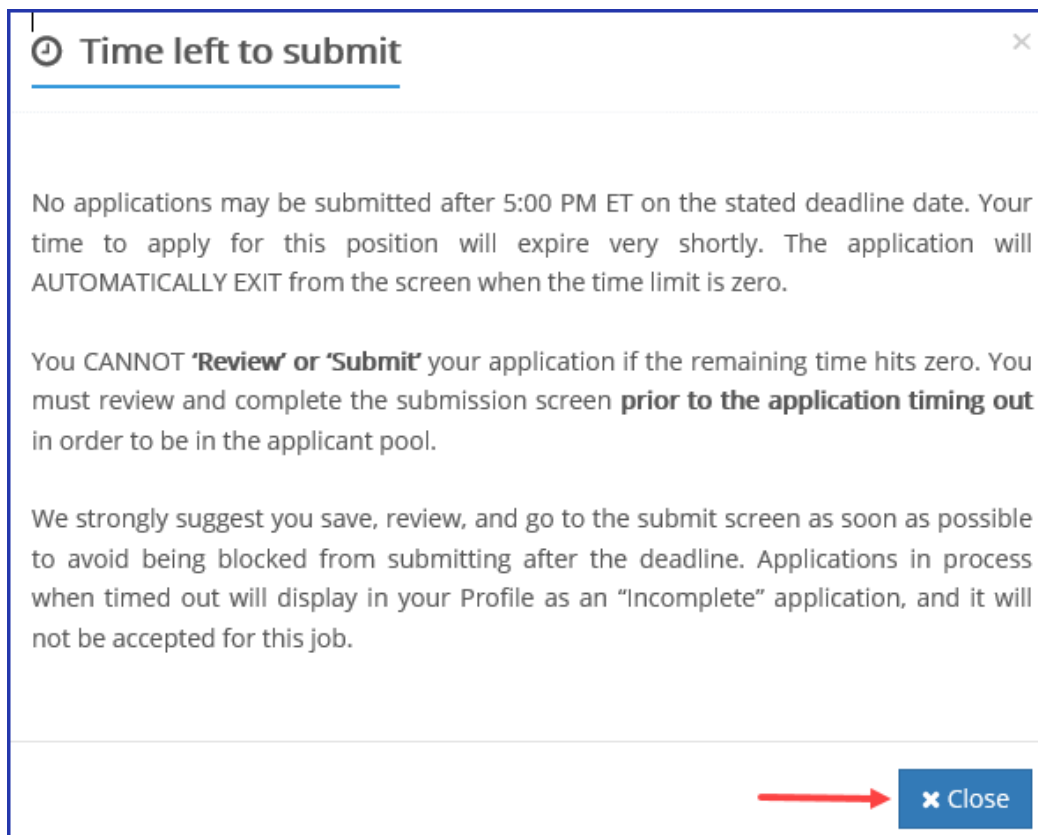 Time left to submit
×
No applications may be submitted after 5:00 PM ET on the stated deadline date. Your
time to apply for this position will expire very shortly. The application will
AUTOMATICALLY EXIT from the screen when the time limit is zero.
You CANNOT ‘Review’ or ‘Submit’ your application if the remaining time hits zero. You
must review and complete the submission screen prior to the application timing out
in order to be in the applicant pool.
We strongly suggest you save, review, and go to the submit screen as soon as possible
to avoid being blocked from submitting after the deadline. Applications in process
when timed out will display in your Profile as an “Incomplete” application, and it will
not be accepted for this job.
✖ Close